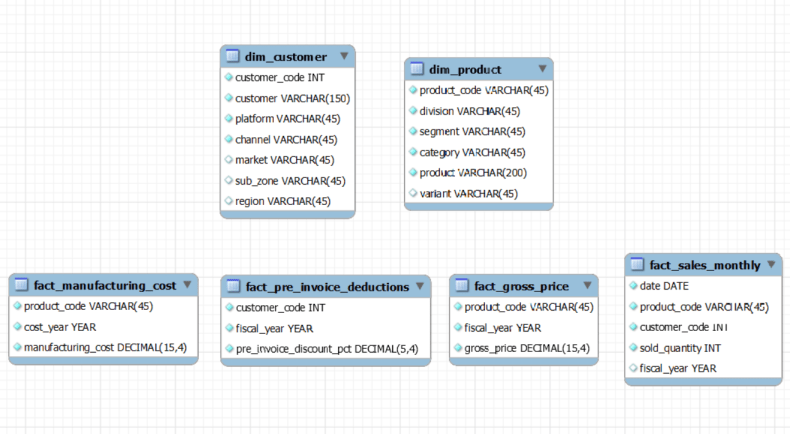 dim_customer
customer_code INT
customer VARCHAR(150)
platform VARCHAR(45)
channel VARCHAR(45)
market VARCHAR(45)
sub_zone VARCHAR(45)
region VARCHAR(45)
dim_product
product_code VARCHAR(45)
division VARCHAR(45)
segment VARCHAR(45)
category VARCHAR(45)
product VARCHAR(200)
variant VARCHAR(45)
fact_manufacturing_cost
product_code VARCHAR(45)
cost_year YEAR
manufacturing_cost DECIMAL(15,4)
fact_pre_invoice_deductions
customer_code INT
fiscal_year YEAR
pre_invoice_discount_pct DECIMAL(5,4)
fact_gross_price
product_code VARCHAR(45)
fiscal_year YEAR
gross_price DECIMAL(15,4)
fact_sales_monthly
date DATE
product_code VARCHAR(45)
customer_code INT
sold_quantity INT
fiscal_year YEAR